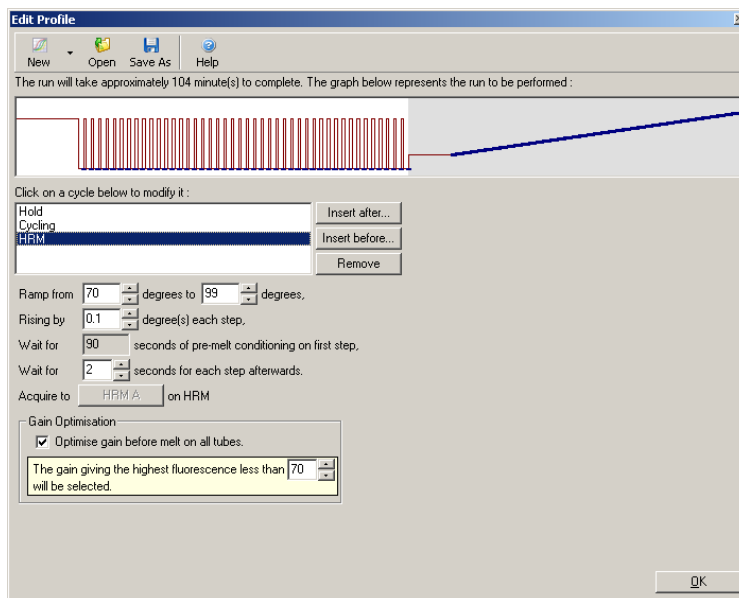 Edit Profile
New Open Save As Help
The run will take approximately 104 minute(s) to complete. The graph below represents the run to be performed :
Click on a cycle below to modify it :
Hold
Cycling
HRM
Insert after...
Insert before...
Remove
Ramp from 70 degrees to 99 degrees,
Rising by 0.1 degree(s) each step,
Wait for 90 seconds of pre-melt conditioning on first step,
Wait for 2 seconds for each step afterwards.
Acquire to HRM A on HRM
Gain Optimisation
Optimise gain before melt on all tubes.
The gain giving the highest fluorescence less than 70
will be selected.
OK